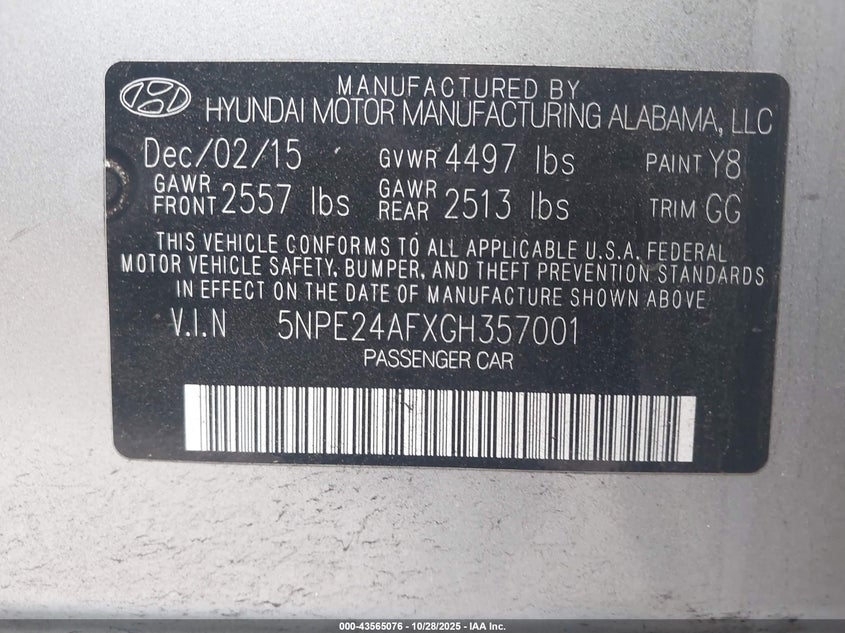 MANUFACTURED BY
HYUNDAI MOTOR MANUFACTURING ALABAMA, LLC
Dec/02/15 GVWR 4497 lbs PAINT Y8
GAWR FRONT 2557 lbs GAWR REAR 2513 lbs TRIM GG
THIS VEHICLE CONFORMS TO ALL APPLICABLE U.S.A. FEDERAL
MOTOR VEHICLE SAFETY, BUMPER, AND THEFT PREVENTION STANDARDS
IN EFFECT ON THE DATE OF MANUFACTURE SHOWN ABOVE
V.I.N 5NPE24AFXGH357001
PASSENGER CAR
000-43565076 | 10/28/2025 - IAA Inc.